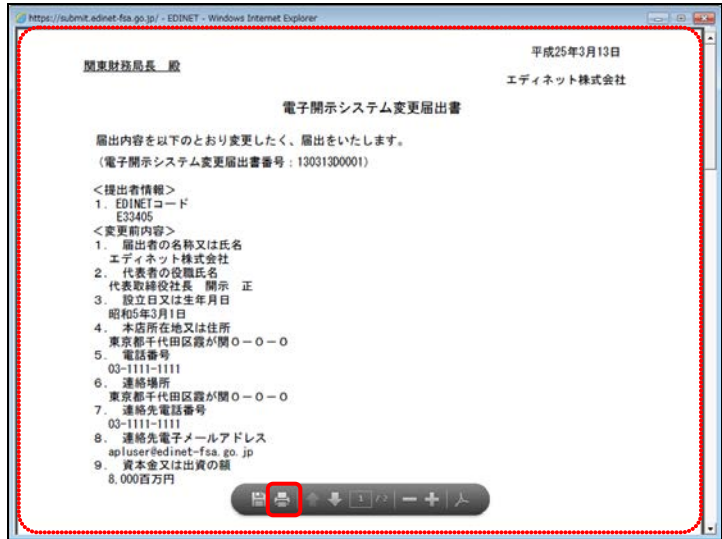 https://submit.edinet-fsa.go.jp/ - EDINET - Windows Internet Explorer
平成25年3月13日
関東財務局長　殿
エディネット株式会社
電子開示システム変更届出書
届出内容を以下のとおり変更したく、届出をいたします。
（電子開示システム変更届出書番号：130313D0001）
＜提出者情報＞
1. EDINETコード
E33405
＜変更前内容＞
1. 届出者の名称又は氏名
エディネット株式会社
2. 代表者の役職氏名
代表取締役社長　開示　正
3. 設立日又は生年月日
昭和5年3月1日
4. 本店所在地又は住所
東京都千代田区霞が関０－０－０
5. 電話番号
03-1111-1111
6. 連絡場所
東京都千代田区霞が関０－０－０
7. 連絡先電話番号
03-1111-1111
8. 連絡先電子メールアドレス
apluser@edinet-fsa.go.jp
9. 資本金又は出資の額
8,000百万円
1 / 2